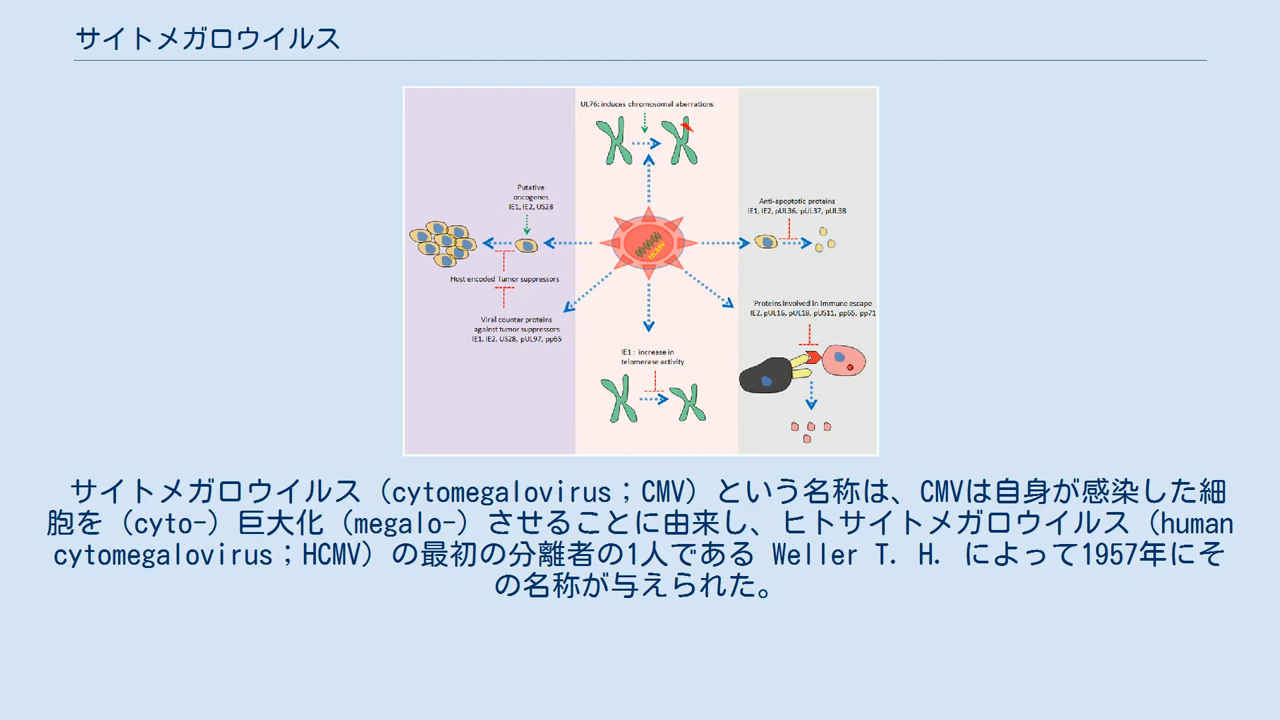 サイトメガロウイルス
UL76: induces chromosomal aberrations
Putative
oncogenes
IE1, IE2, US28
Host encoded Tumor suppressors
Viral counter proteins
against tumor suppressors
IE1, IE2, US28, pUL97, pp65
HCMV
IE1 : increase in
telomerase activity
Anti-apoptotic proteins
IE1, IE2, pUL36, pUL37, pUL38
Proteins involved in immune escape
IE2, pUL16, pUL18, pUS11, pp65, pp71
サイトメガロウイルス（cytomegalovirus；CMV）という名称は、CMVは自身が感染した細
胞を（cyto-）巨大化（megalo-）させることに由来し、ヒトサイトメガロウイルス（human
cytomegalovirus；HCMV）の最初の分離者の1人である Weller T. H. によって1957年にそ
の名称が与えられた。